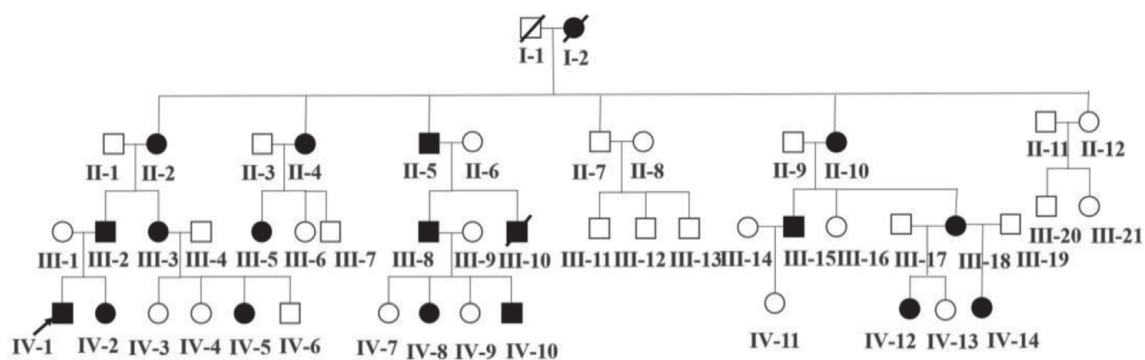 I-1 I-2
II-1 II-2 II-3 II-4 II-5 II-6 II-7 II-8 II-9 II-10 II-11 II-12
III-1 III-2 III-3 III-4 III-5 III-6 III-7 III-8 III-9 III-10 III-11 III-12 III-13 III-14 III-15 III-16 III-17 III-18 III-19 III-20 III-21
IV-1 IV-2 IV-3 IV-4 IV-5 IV-6 IV-7 IV-8 IV-9 IV-10 IV-11 IV-12 IV-13 IV-14